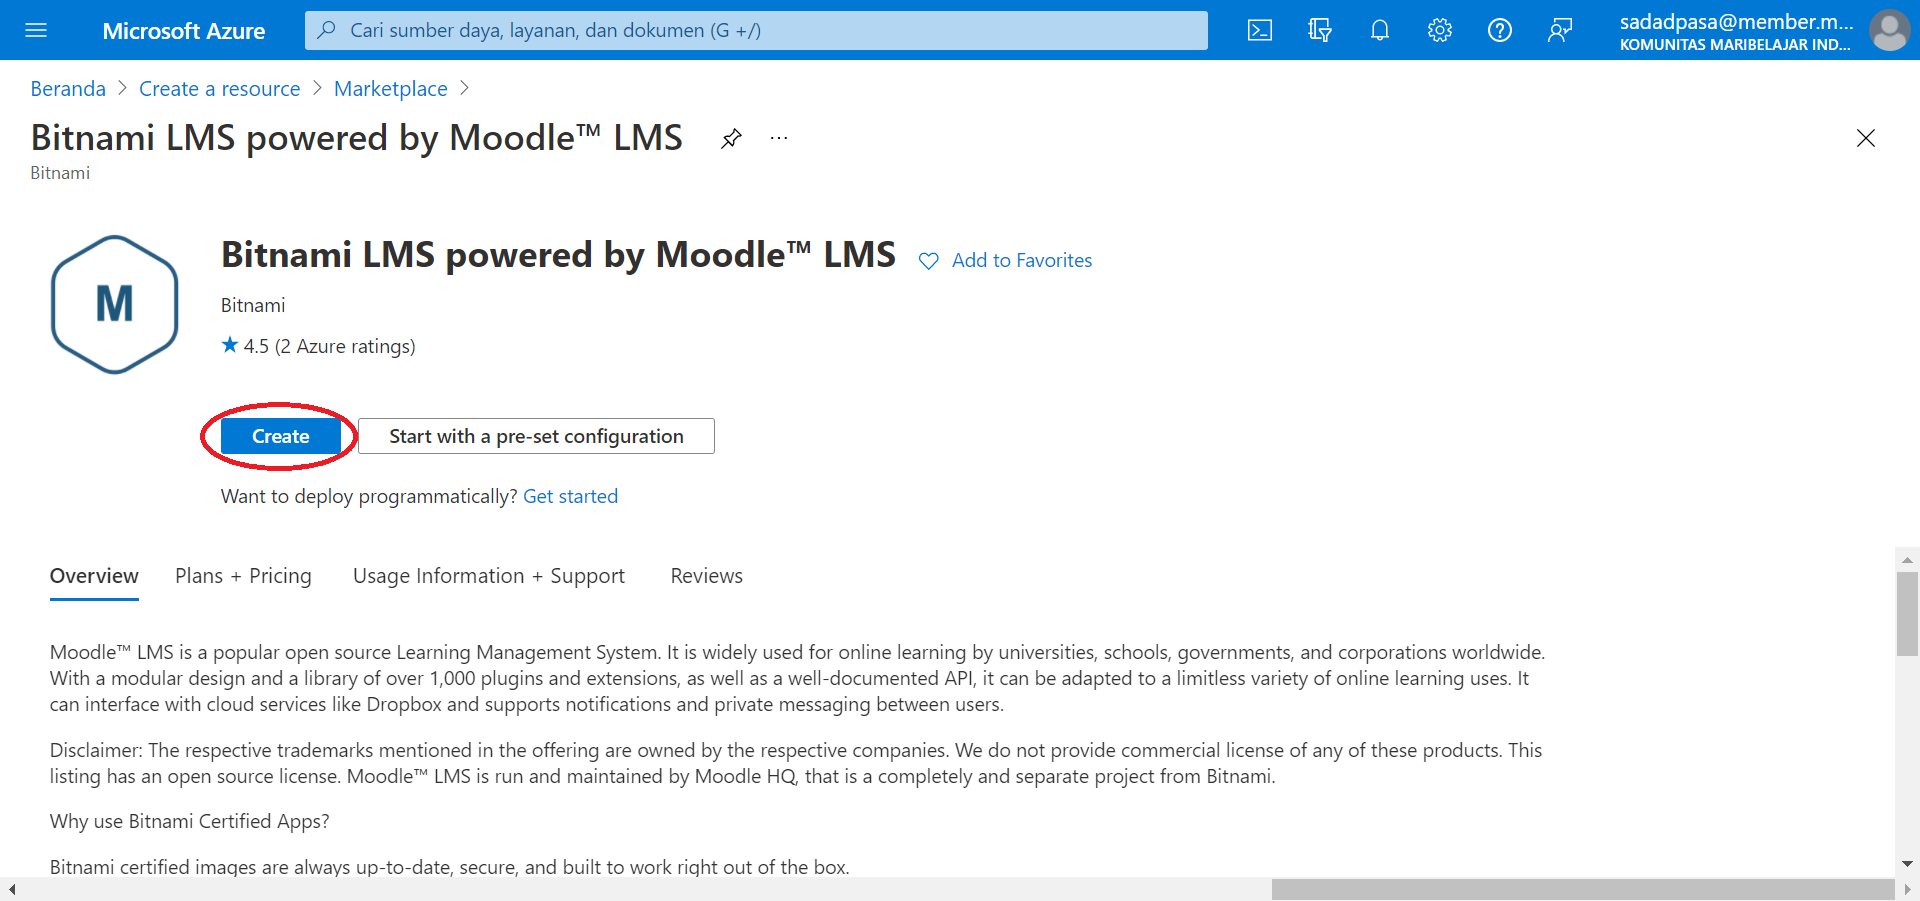 Microsoft Azure
Cari sumber daya, layanan, dan dokumen (G +/)
sadadpasa@member.m...
KOMUNITAS MARIBELAJAR IND...
Beranda > Create a resource > Marketplace >
Bitnami LMS powered by Moodle™ LMS ...
Bitnami
M
Bitnami LMS powered by Moodle™ LMS
Add to Favorites
Bitnami
★ 4.5 (2 Azure ratings)
Create
Start with a pre-set configuration
Want to deploy programmatically? Get started
Overview Plans + Pricing Usage Information + Support Reviews
Moodle™ LMS is a popular open source Learning Management System. It is widely used for online learning by universities, schools, governments, and corporations worldwide.
With a modular design and a library of over 1,000 plugins and extensions, as well as a well-documented API, it can be adapted to a limitless variety of online learning uses. It
can interface with cloud services like Dropbox and supports notifications and private messaging between users.
Disclaimer: The respective trademarks mentioned in the offering are owned by the respective companies. We do not provide commercial license of any of these products. This
listing has an open source license. Moodle™ LMS is run and maintained by Moodle HQ, that is a completely and separate project from Bitnami.
Why use Bitnami Certified Apps?
Bitnami certified images are always up-to-date, secure, and built to work right out of the box.